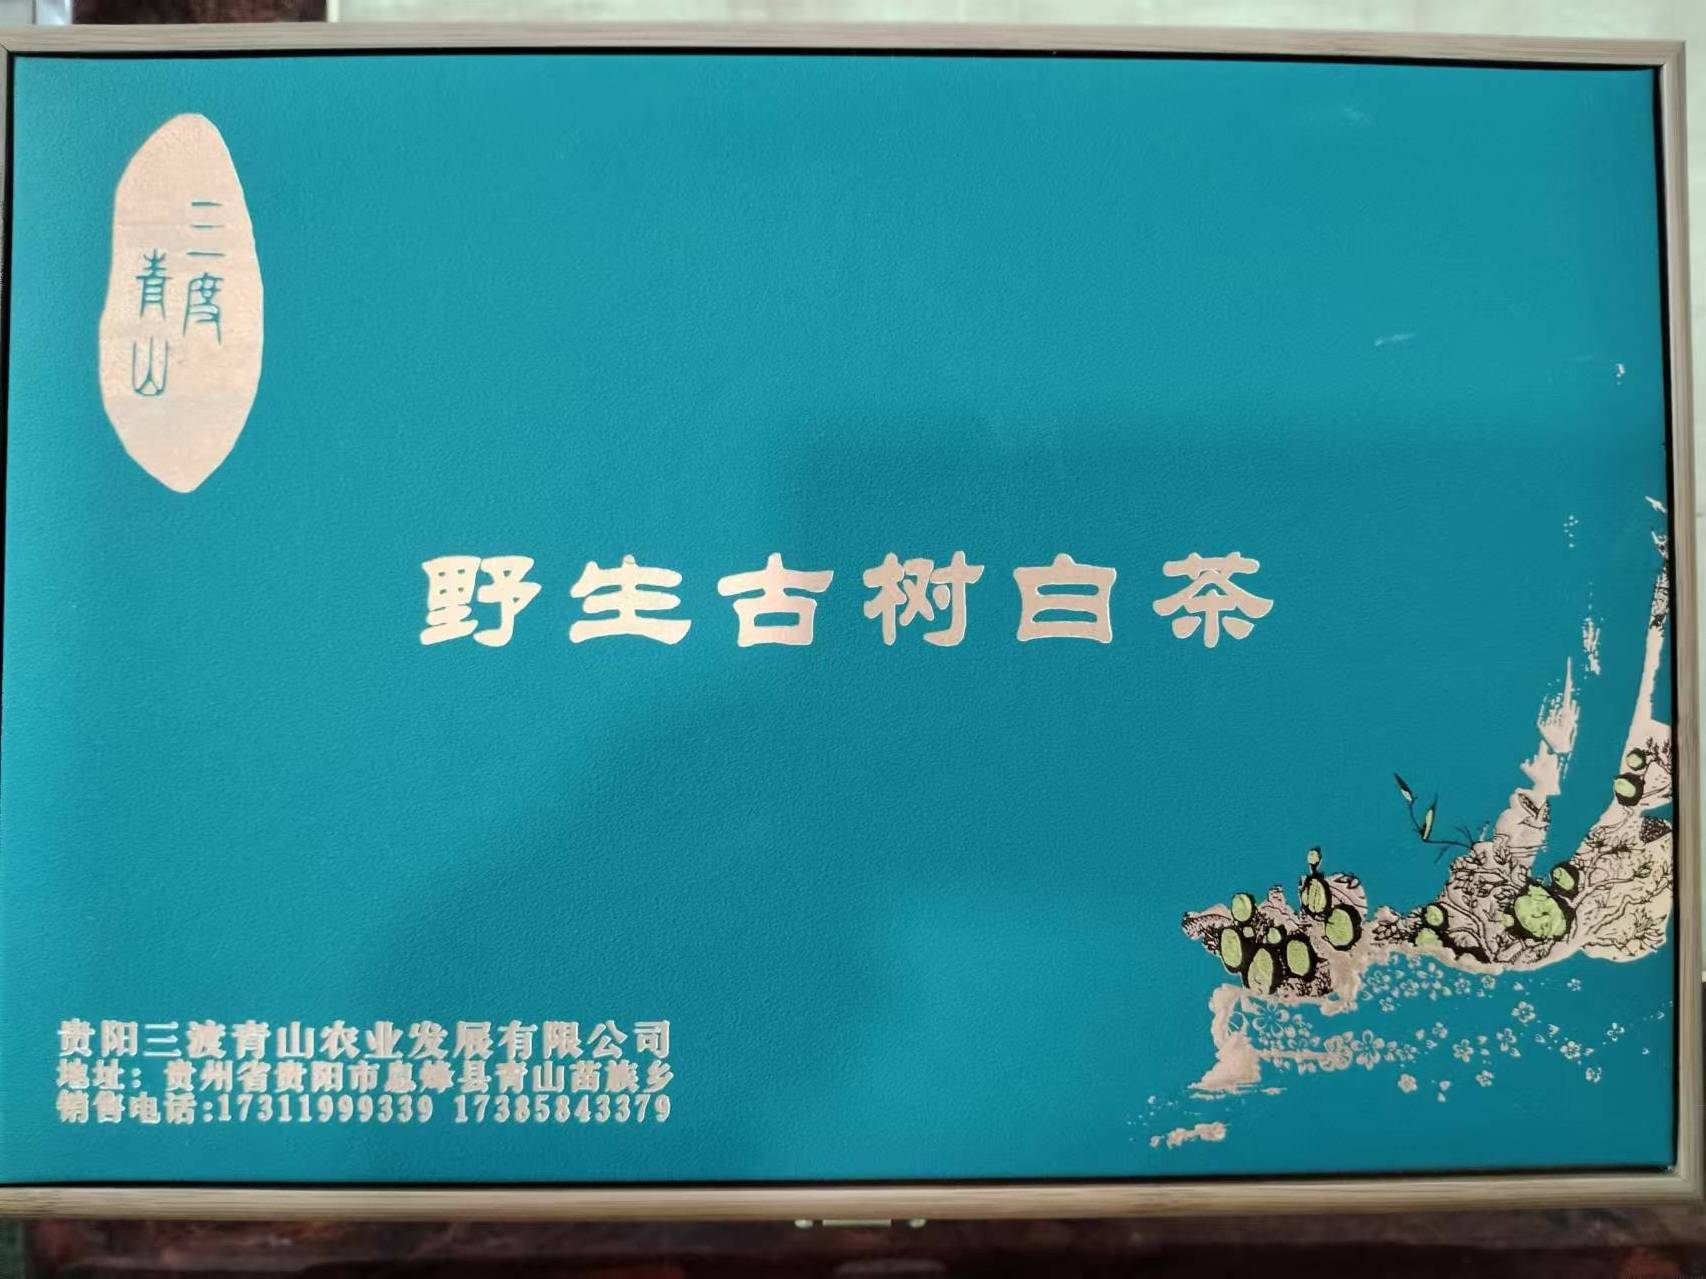 三度
青山
野生古树白茶
贵阳三渡青山农业发展有限公司
地址：贵州省贵阳市息烽县青山苗族乡
销售电话:17311999339 17385843379